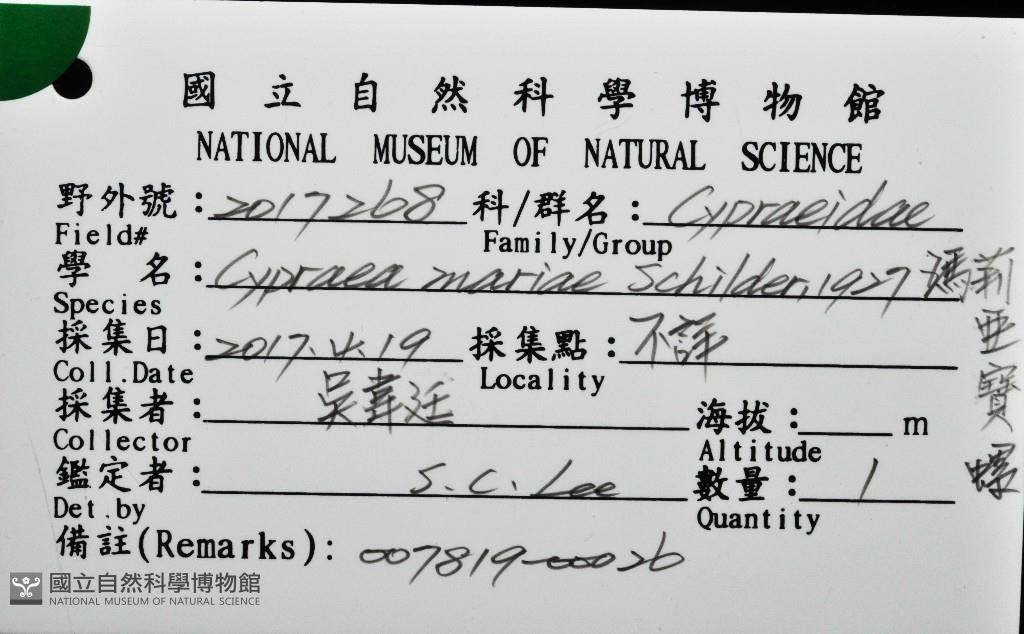 國立自然科學博物館
NATIONAL MUSEUM OF NATURAL SCIENCE
野外號：2017268 科/群名：Cypraeidae
Field# Family/Group
學 名：Cypraea mariae Schilder, 1927 瑪莉亞寶螺
Species
採集日：2017.4.19 採集點：不詳
Coll.Date Locality
採集者：吳韋廷 海拔： m
Collector Altitude
鑑定者：S.C. Lee 數量：1
Det.by Quantity
備註(Remarks)：007819-00026
國立自然科學博物館
NATIONAL MUSEUM OF NATURAL SCIENCE